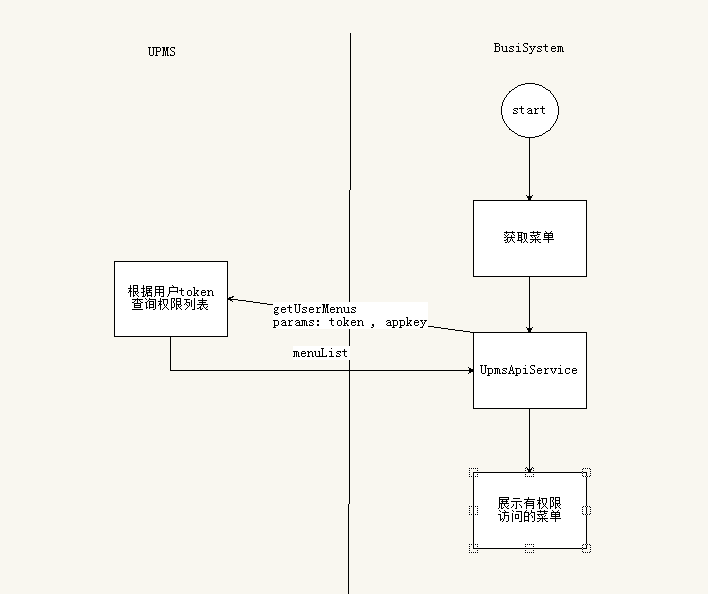 UPMS
BusiSystem
start
获取菜单
根据用户token
查询权限列表
getUserMenus
params: token , appkey
menuList
UpmsApiService
展示有权限
访问的菜单